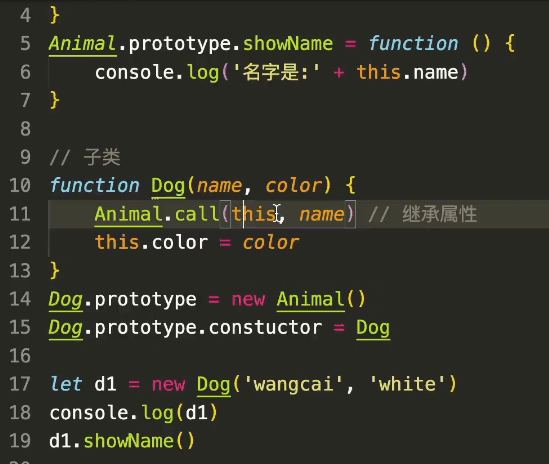 4 }
5 Animal.prototype.showName = function () {
6     console.log('名字是:' + this.name)
7 }
8
9 // 子类
10 function Dog(name, color) {
11     Animal.call(this, name) // 继承属性
12     this.color = color
13 }
14 Dog.prototype = new Animal()
15 Dog.prototype.constuctor = Dog
16
17 let d1 = new Dog('wangcai', 'white')
18 console.log(d1)
19 d1.showName()